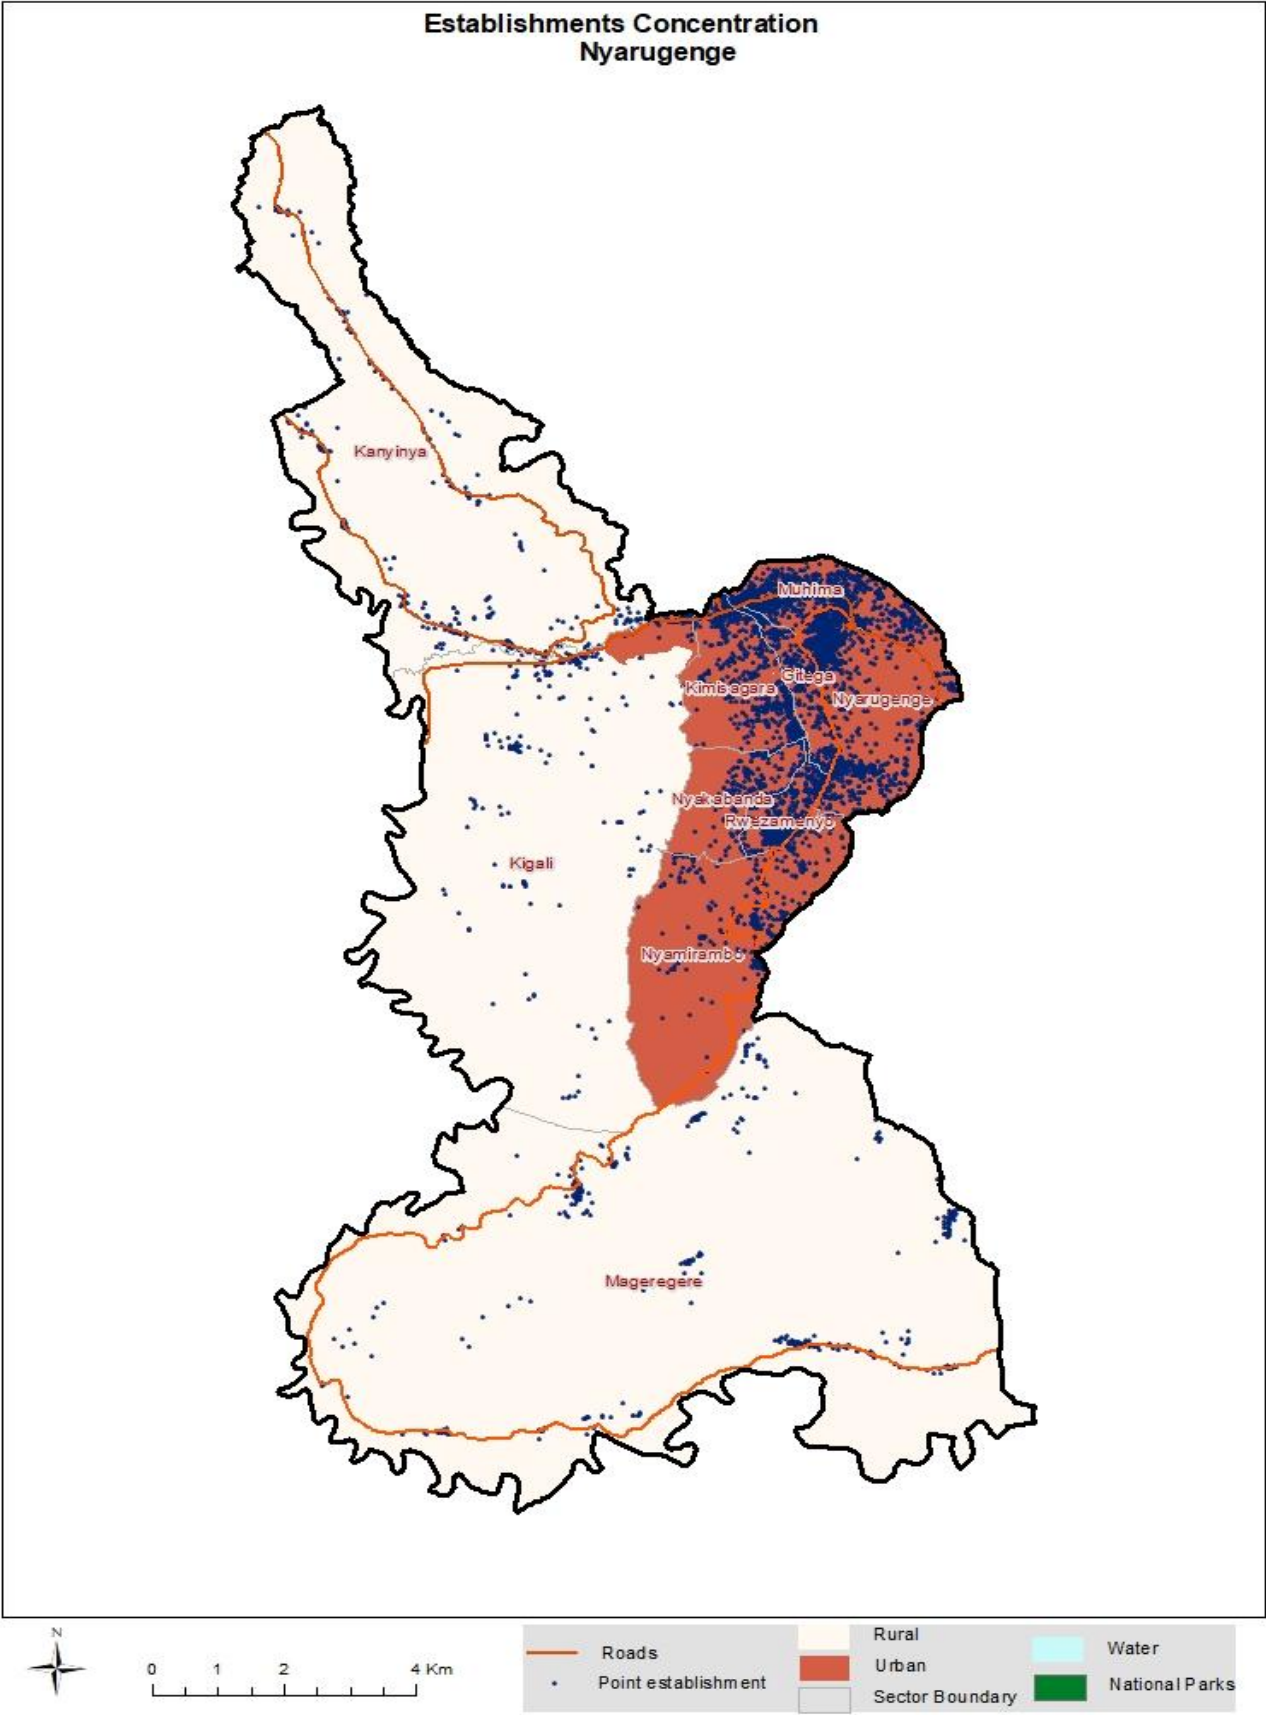 Establishments Concentration
Nyarugenge
Kanyinya
Muhima
Gitega
Kimisagara
Nyarugenge
Nyakabanda
Rwezamenyo
Kigali
Nyamirambo
Mageregere
N
0 1 2 4 Km
Roads
Point establishment
Rural
Urban
Sector Boundary
Water
National Parks